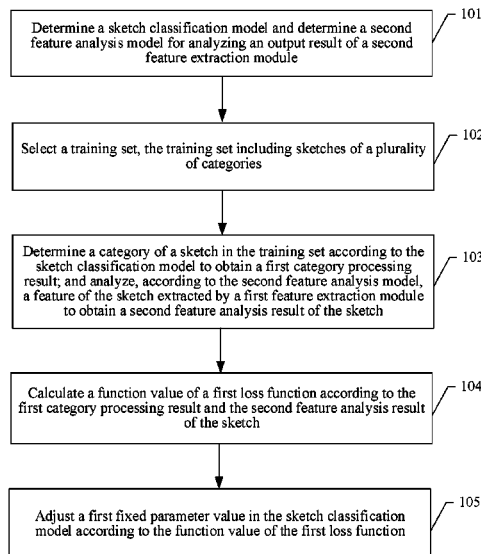 Determine a sketch classification model and determine a second
feature analysis model for analyzing an output result of a second
feature extraction module
101
Select a training set, the training set including sketches of a plurality
of categories
102
Determine a category of a sketch in the training set according to the
sketch classification model to obtain a first category processing
result; and analyze, according to the second feature analysis model,
a feature of the sketch extracted by a first feature extraction module
to obtain a second feature analysis result of the sketch
103
Calculate a function value of a first loss function according to the
first category processing result and the second feature analysis result
of the sketch
104
Adjust a first fixed parameter value in the sketch classification
model according to the function value of the first loss function
105